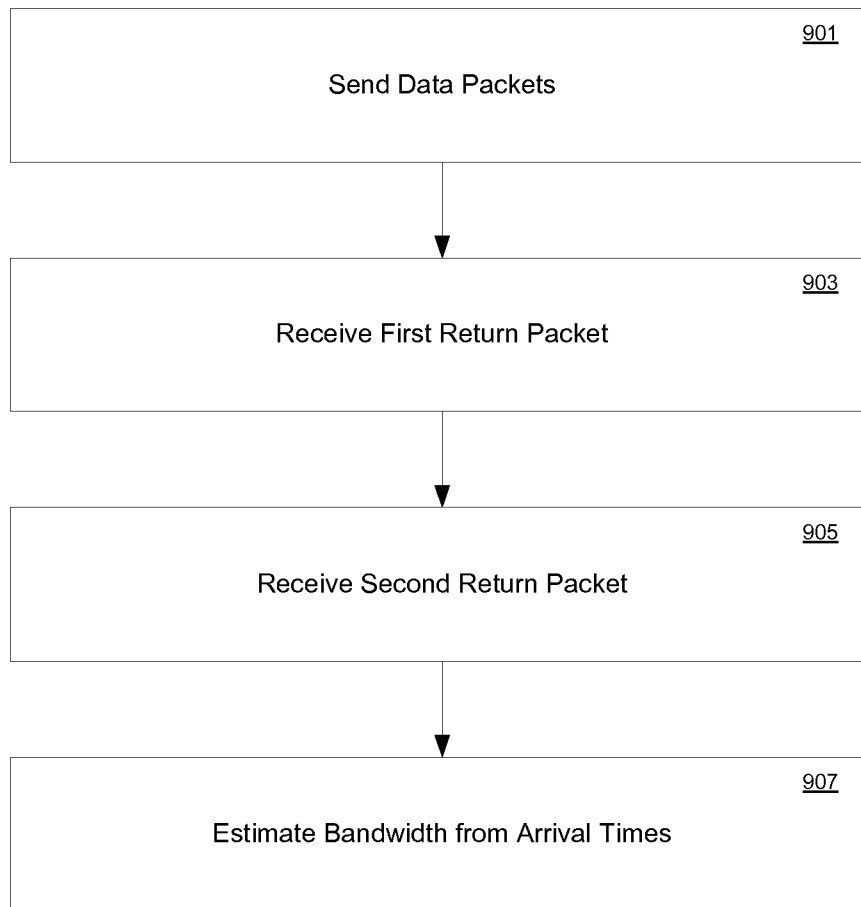 901
Send Data Packets
903
Receive First Return Packet
905
Receive Second Return Packet
907
Estimate Bandwidth from Arrival Times